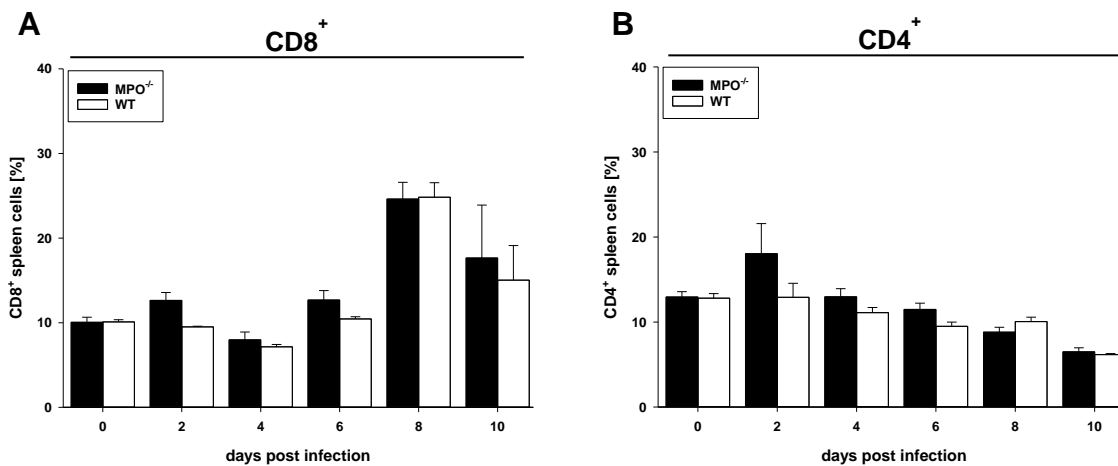 A
CD8+
40
30
20
10
0
MPO-/-
WT
CD8+ spleen cells [%]
0 2 4 6 8 10
days post infection
B
CD4+
40
30
20
10
0
MPO-/-
WT
CD4+ spleen cells [%]
0 2 4 6 8 10
days post infection